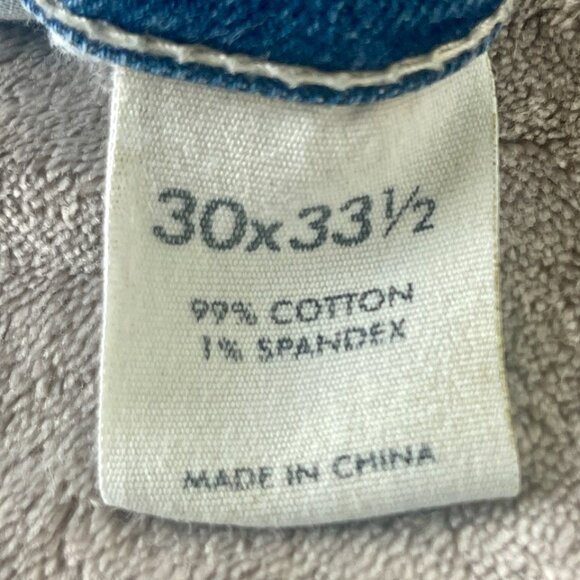 30x33½
99% COTTON
1% SPANDEX
MADE IN CHINA